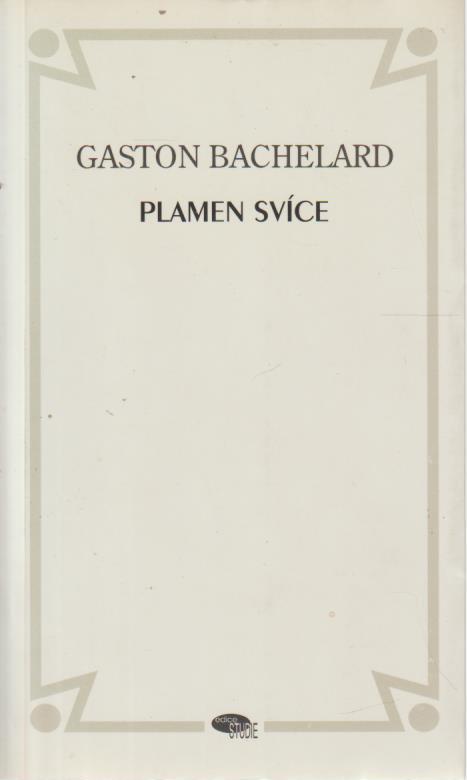 GASTON BACHELARD
PLAMEN SVÍCE
edice
STUDIE